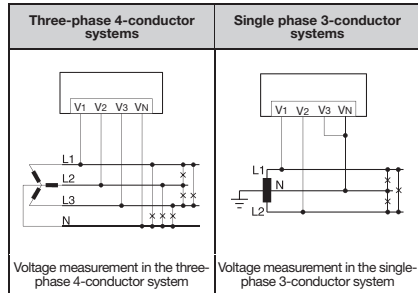 Three-phase 4-conductor
systems
Single phase 3-conductor
systems
V1 V2 V3 VN
L1
L2
L3
N
V1 V2 V3 VN
L1
N
L2
Voltage measurement in the three-
phase 4-conductor system
Voltage measurement in the single-
phase 3-conductor system